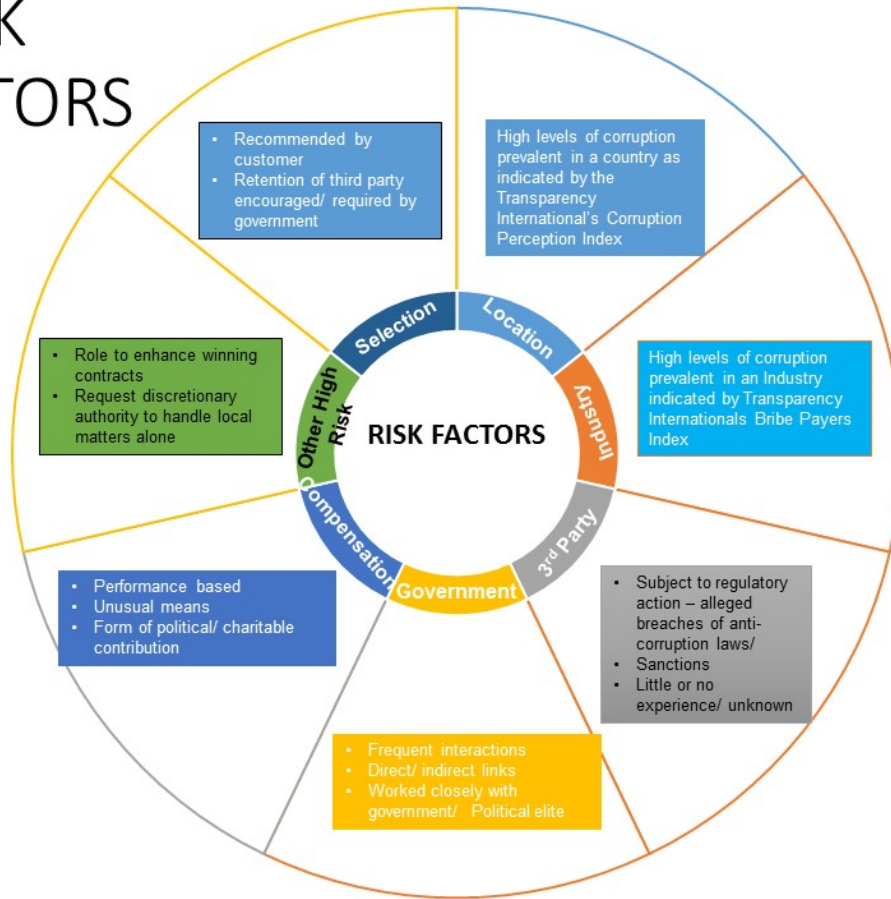 K
TORS
• Recommended by
customer
• Retention of third party
encouraged/ required by
government
High levels of corruption
prevalent in a country as
indicated by the
Transparency
International's Corruption
Perception Index
Selection
Location
• Role to enhance winning
contracts
• Request discretionary
authority to handle local
matters alone
Other High
Risk
RISK FACTORS
Industry
High levels of corruption
prevalent in an Industry
indicated by Transparency
Internationals Bribe Payers
Index
Compensation
Government
3rd Party
• Performance based
• Unusual means
• Form of political/ charitable
contribution
• Subject to regulatory
action – alleged
breaches of anti-
corruption laws/
• Sanctions
• Little or no
experience/ unknown
• Frequent interactions
• Direct/ indirect links
• Worked closely with
government/ Political elite